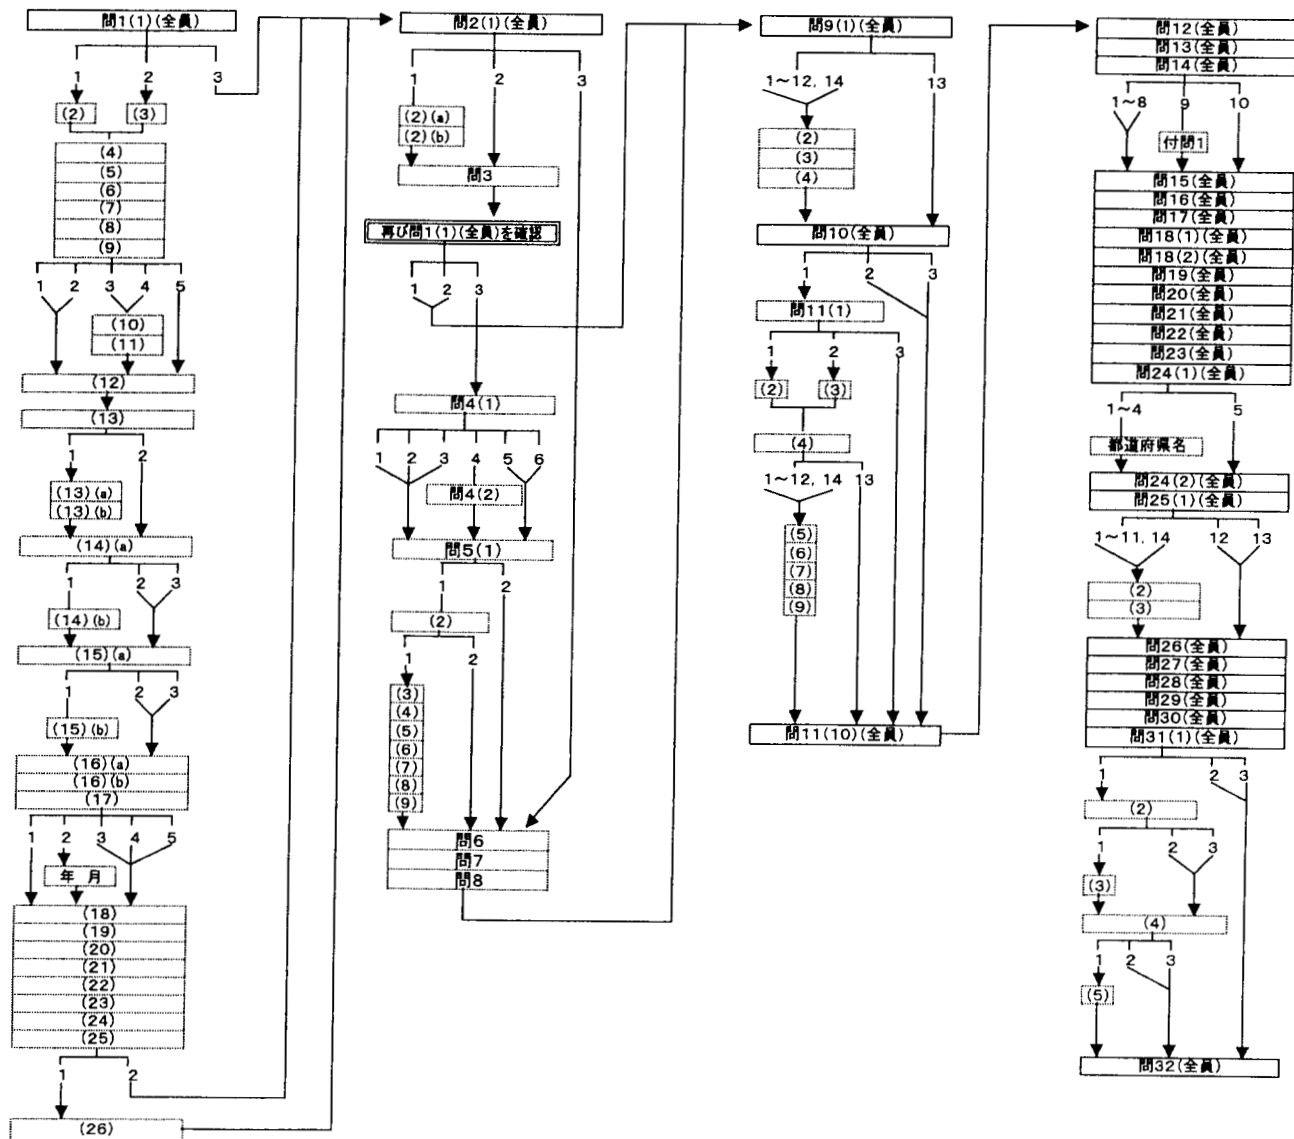 問1(1)(全員)
1 2 3
(2) (3)
(4)
(5)
(6)
(7)
(8)
(9)
1 2 3 4 5
(10)
(11)
(12)
(13)
1 2
(13)(a)
(13)(b)
(14)(a)
1 2 3
(14)(b)
(15)(a)
1 2 3
(15)(b)
(16)(a)
(16)(b)
(17)
1 2 3 4 5
年 月
(18)
(19)
(20)
(21)
(22)
(23)
(24)
(25)
1 2
(26)
問2(1)(全員)
1 2 3
(2)(a)
(2)(b)
問3
再び問1(1)(全員)を確認
1 2 3
問4(1)
1 2 3 4 5 6
問4(2)
問5(1)
1 2
(2)
1 2
(3)
(4)
(5)
(6)
(7)
(8)
(9)
問6
問7
問8
問9(1)(全員)
1~12, 14 13
(2)
(3)
(4)
問10(全員)
1 2 3
問11(1)
1 2 3
(2) (3)
(4)
1~12, 14 13
(5)
(6)
(7)
(8)
(9)
問11(10)(全員)
問12(全員)
問13(全員)
問14(全員)
1~8 9 10
付問1
問15(全員)
問16(全員)
問17(全員)
問18(1)(全員)
問18(2)(全員)
問19(全員)
問20(全員)
問21(全員)
問22(全員)
問23(全員)
問24(1)(全員)
1~4 5
都道府県名
問24(2)(全員)
問25(1)(全員)
1~11, 14 12 13
(2)
(3)
問26(全員)
問27(全員)
問28(全員)
問29(全員)
問30(全員)
問31(1)(全員)
1 2 3
(2)
1 2 3
(3)
(4)
1 2 3
(5)
問32(全員)